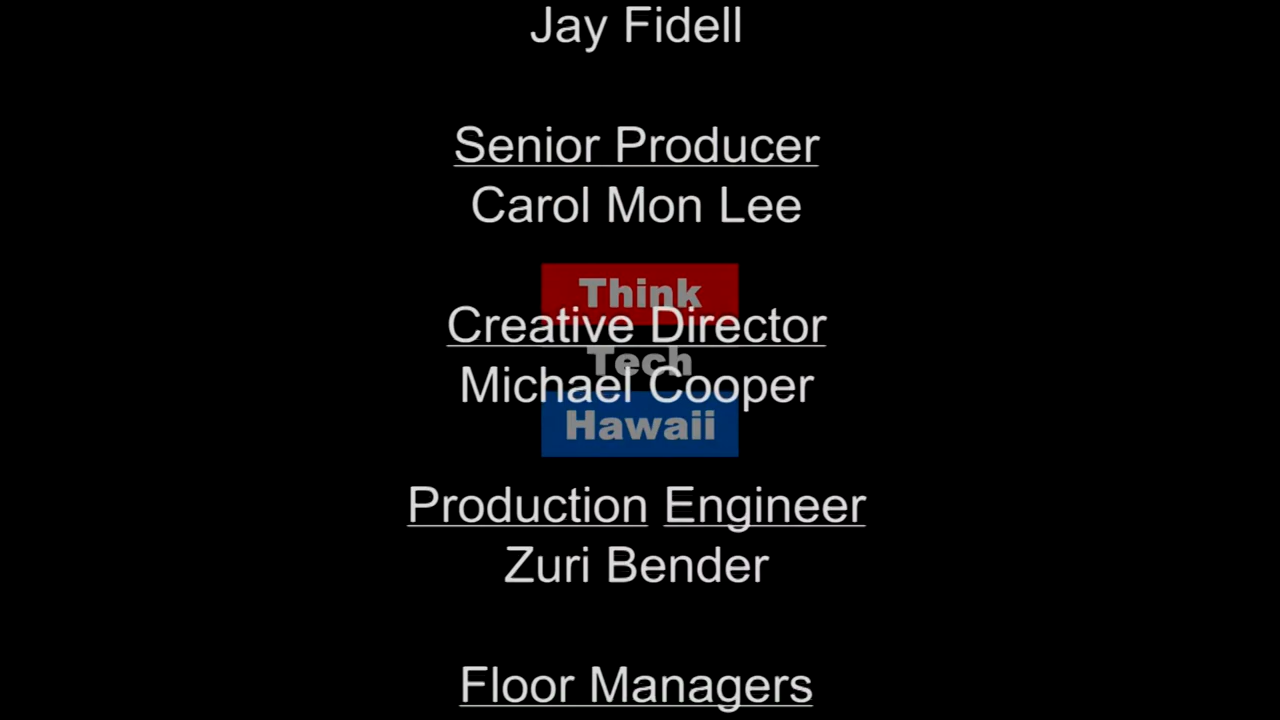 Jay Fidell
Senior Producer
Carol Mon Lee
Think
Creative Director
Tech
Michael Cooper
Hawaii
Production Engineer
Zuri Bender
Floor Managers